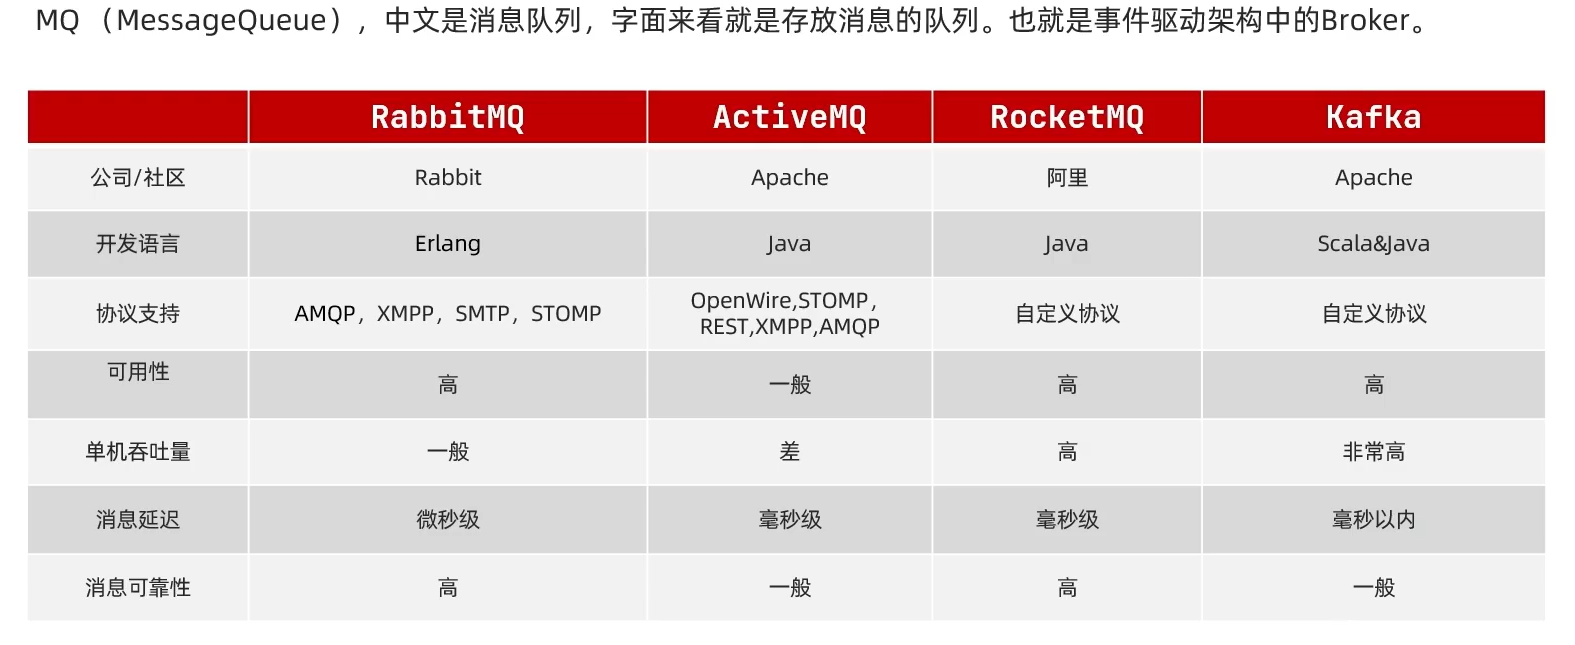 MQ （MessageQueue），中文是消息队列，字面来看就是存放消息的队列。也就是事件驱动架构中的Broker。
RabbitMQ ActiveMQ RocketMQ Kafka
公司/社区 Rabbit Apache 阿里 Apache
开发语言 Erlang Java Java Scala&Java
协议支持 AMQP，XMPP，SMTP，STOMP OpenWire,STOMP， 自定义协议 自定义协议
REST,XMPP,AMQP
可用性 高 一般 高 高
单机吞吐量 一般 差 高 非常高
消息延迟 微秒级 毫秒级 毫秒级 毫秒以内
消息可靠性 高 一般 高 一般